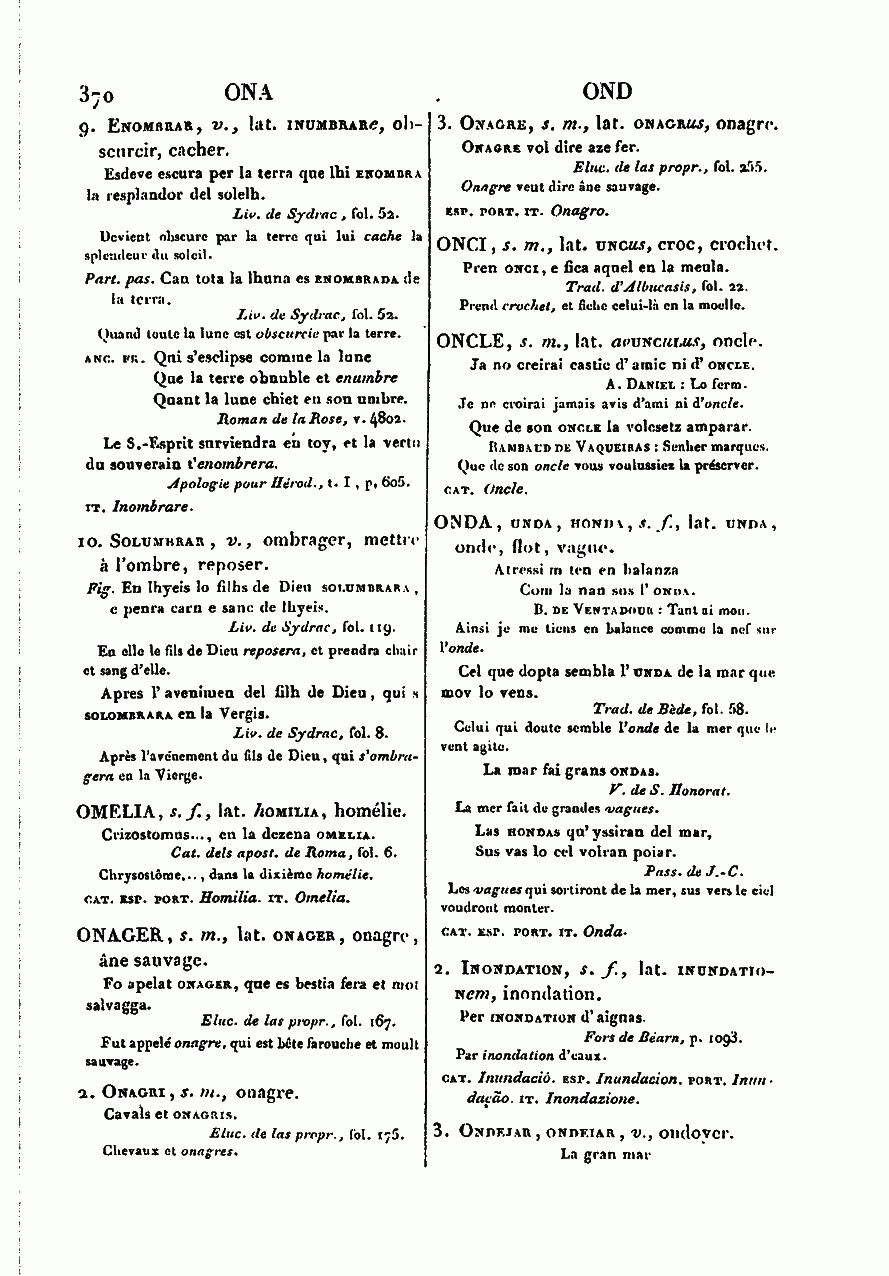 370 ONA OND
9. Enombrar, v., lat. inumbrare, ob-
scurcir, cacher.
Esdeve escura per la terra que lhi enombra
la resplandor del solelh.
Liv. de Sydrac, fol. 52.
Devient obscure par la terre qui lui cache la
splendeur du soleil.
Part. pas. Can tota la lhuna es enombrada de
la terra.
Liv. de Sydrac, fol. 52.
Quand toute la lune est obscurcie par la terre.
anc. fr. Qui s'esclipse comme la lune
Que la terre obnuble et enumbre
Quant la lune chiet en son umbre.
Roman de la Rose, v. 4802.
Le S.-Esprit surviendra en toy, et la vertu
du souverain t'enombrera.
Apologie pour Hérod., t. I, p. 605.
it. Inombrare.
10. Solumbrar, v., ombrager, mettre
à l'ombre, reposer.
Fig. En lhyeis lo filhs de Dieu solumbrara,
e penra carn e sanc de lhyeis.
Liv. de Sydrac, fol. 119.
En elle le fils de Dieu reposera, et prendra chair
et sang d'elle.
Apres l'avenimen del filh de Dieu, qui s
solombrara en la Vergis.
Liv. de Sydrac, fol. 8.
Après l'avénement du fils de Dieu, qui s'ombra-
gera en la Vierge.
OMELIA, s. f., lat. homilia, homélie.
Crizostomus..., en la dezena omelia.
Cat. dels apost. de Roma, fol. 6.
Chrysostôme..., dans la dixième homélie.
cat. esp. port. Homilia. it. Omelia.
ONAGER, s. m., lat. onager, onagre,
âne sauvage.
Fo apelat onager, que es bestia fera et mot
salvagga.
Eluc. de las propr., fol. 167.
Fut appelé onagre, qui est bête farouche et moult
sauvage.
2. Onagri, s. m., onagre.
Cavals et onagris.
Eluc. de las propr., fol. 175.
Chevaux et onagres.
3. Onagre, s. m., lat. onagrus, onagre.
Onagre vol dire aze fer.
Eluc. de las propr., fol. 255.
Onagre veut dire âne sauvage.
esp. port. it. Onagro.
ONCI, s. m., lat. uncus, croc, crochet.
Pren onci, e fica aquel en la meula.
Trad. d'Albucasis, fol. 22.
Prend crochet, et fiche celui-là en la moelle.
ONCLE, s. m., lat. avunculus, oncle.
Ja no creirai castic d'amic ni d'oncle.
A. Daniel : Lo ferm.
Je ne croirai jamais avis d'ami ni d'oncle.
Que de son oncle la volcsetz amparar.
Rambaud de Vaqueiras : Senher marques.
Que de son oncle vous voulussiez la préserver.
cat. Oncle.
ONDA, unda, honda, s. f., lat. unda,
onde, flot, vague.
Atressi m ten en balanza
Com la nau sus l'onda.
B. de Ventadour : Tant ai mon.
Ainsi je me tiens en balance comme la nef sur
l'onde.
Cel que dopta sembla l'unda de la mar que
mov lo vens.
Trad. de Bède, fol. 58.
Celui qui doute semble l'onde de la mer que le
vent agite.
La mar fai grans ondas.
V. de S. Honorat.
La mer fait de grandes vagues.
Las hondas qu'yssiran del mar,
Sus vas lo cel volran poiar.
Pass. de J.-C.
Les vagues qui sortiront de la mer, sus vers le ciel
voudront monter.
cat. esp. port. it. Onda.
2. Inondation, s. f., lat. inundatio-
nem, inondation.
Per inondation d'aiguas.
Fors de Béarn, p. 1093.
Par inondation d'eaux.
cat. Inundació. esp. Inundacion. port. Inun-
dação. it. Inondazione.
3. Ondejar, ondeiar, v., ondoyer.
La gran mar